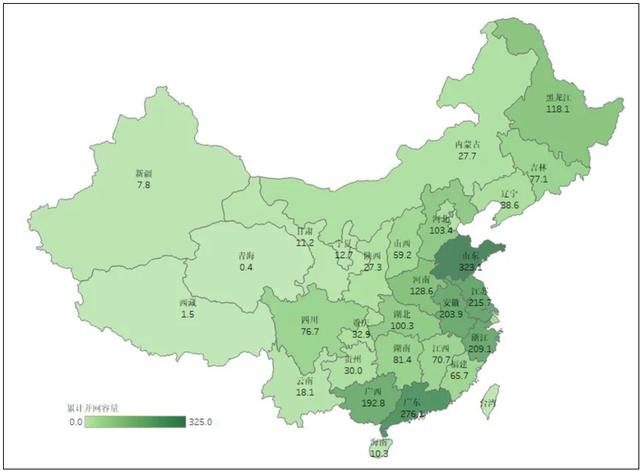 黑龙江
118.1
内蒙古
27.7
吉林
77.1
新疆
7.8
辽宁
38.6
河北
103.4
甘肃
11.2
宁夏
12.7
山西
59.2
陕西
27.3
山东
323.1
青海
0.4
河南
128.6
江苏
215.7
安徽
203.9
西藏
1.5
四川
76.7
重庆
32.9
湖北
100.3
浙江
209.1
湖南
81.4
江西
70.7
贵州
30.0
福建
65.7
云南
18.1
广西
192.8
广东
276.1
台湾
海南
10.3
累计并网容量
0.0 325.0